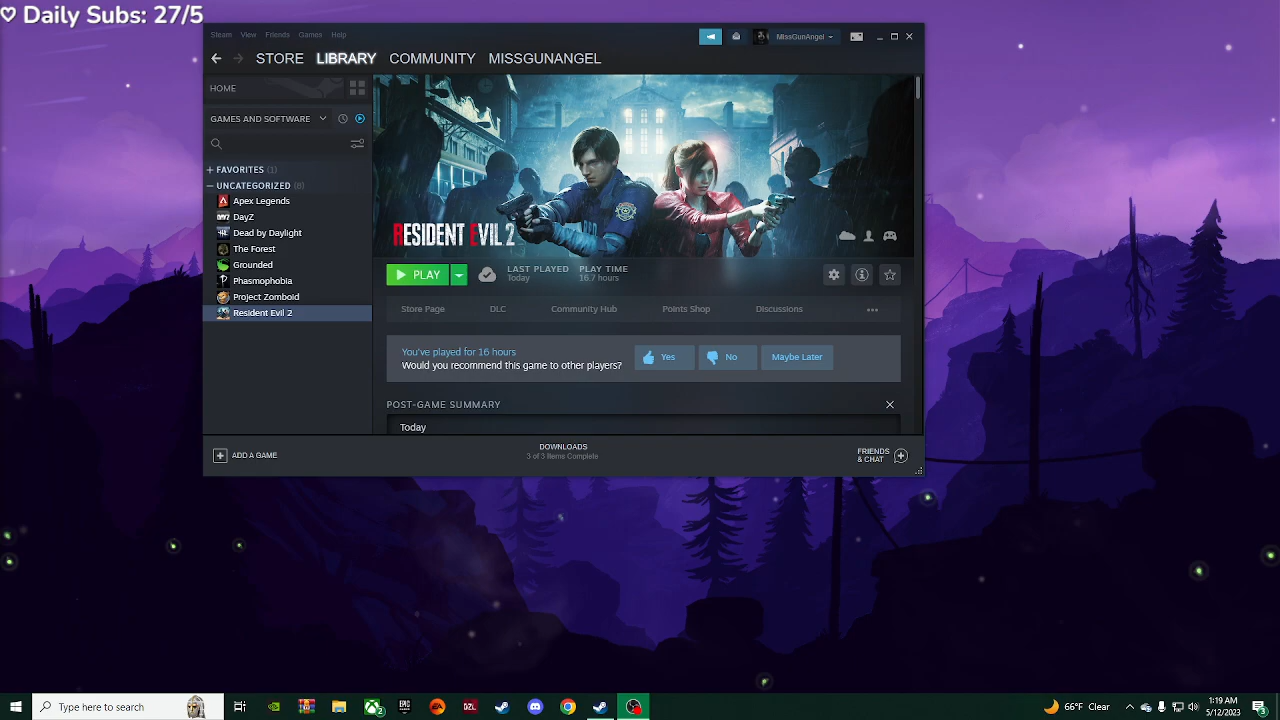 ♡ Daily Subs: 27/5
Steam View Friends Games Help
MissGunAngel
STORE LIBRARY COMMUNITY MISSGUNANGEL
HOME
GAMES AND SOFTWARE
FAVORITES (1)
UNCATEGORIZED (8)
Apex Legends
DayZ
Dead by Daylight
The Forest
Grounded
Phasmophobia
Project Zomboid
Resident Evil 2
RESIDENT EVIL 2
PLAY
LAST PLAYED
Today
PLAY TIME
16.7 hours
Store Page DLC Community Hub Points Shop Discussions
You've played for 16 hours
Would you recommend this game to other players?
Yes No Maybe Later
POST-GAME SUMMARY
Today
ADD A GAME
DOWNLOADS
3 of 3 Items Complete
FRIENDS
& CHAT
Type here to search
68°F Clear
1:19 AM
5/12/2023